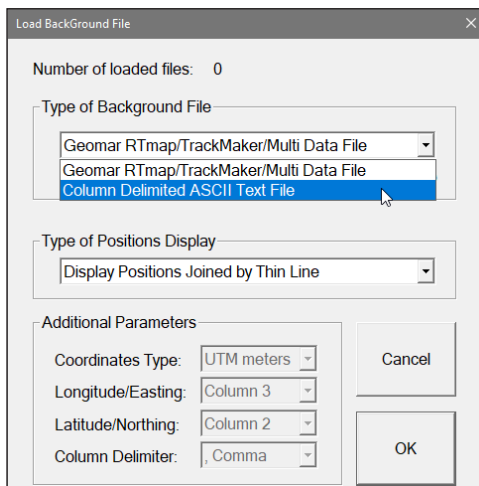 Load BackGround File
Number of loaded files: 0
Type of Background File
Geomar RTmap/TrackMaker/Multi Data File
Geomar RTmap/TrackMaker/Multi Data File
Column Delimited ASCII Text File
Type of Positions Display
Display Positions Joined by Thin Line
Additional Parameters
Coordinates Type: UTM meters
Longitude/Easting: Column 3
Latitude/Northing: Column 2
Column Delimiter: , Comma
Cancel
OK